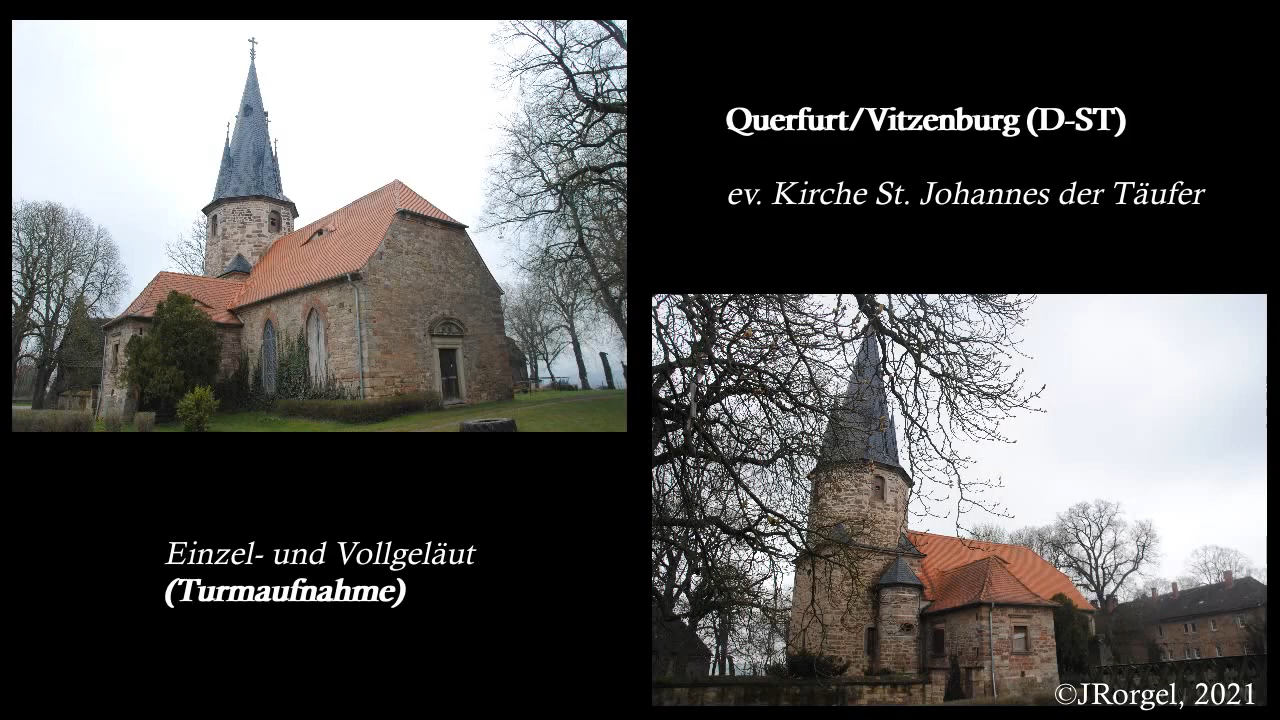 Querfurt/Vitzenburg (D-ST)
ev. Kirche St. Johannes der Täufer
Einzel- und Vollgeläut
(Turmaufnahme)
©JRorgel, 2021